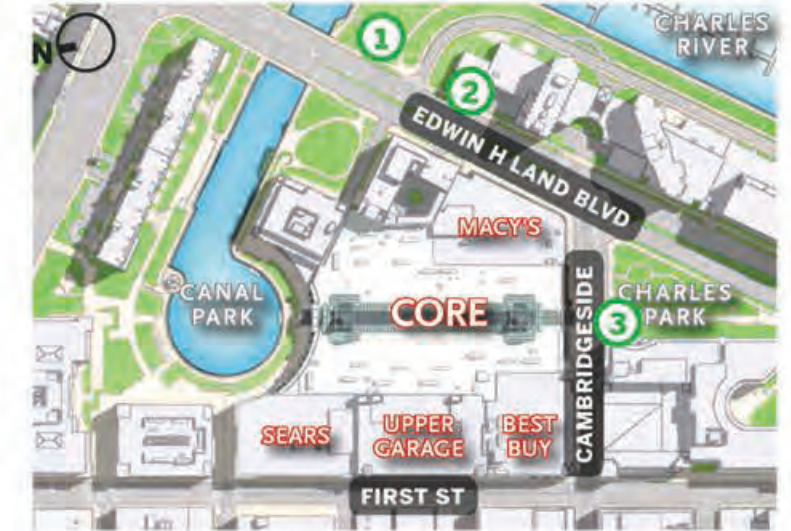 N
1
CHARLES
RIVER
2
EDWIN H LAND BLVD
MACY'S
CANAL
PARK
CORE
CAMBRIDGESIDE
CHARLES
PARK
3
SEARS
UPPER
GARAGE
BEST
BUY
FIRST ST